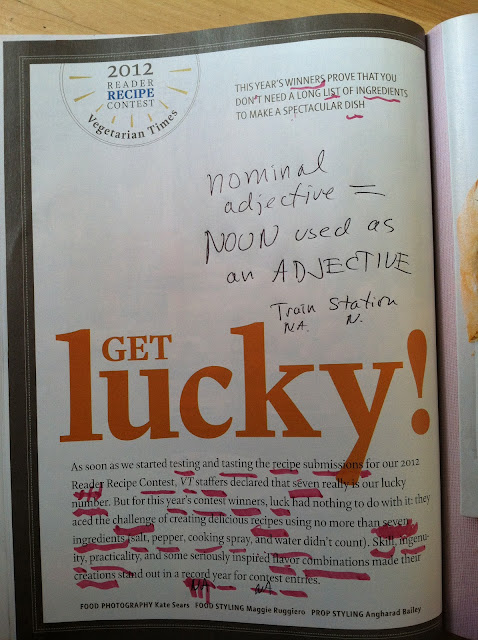 2012
READER
RECIPE
CONTEST
Vegetarian Times
THIS YEAR'S WINNERS PROVE THAT YOU
DON'T NEED A LONG LIST OF INGREDIENTS
TO MAKE A SPECTACULAR DISH
nominal
adjective =
NOUN used as
an ADJECTIVE
Train Station
NA. N.
GET
lucky!
As soon as we started testing and tasting the recipe submissions for our 2012
Reader Recipe Contest, VT staffers declared that seven really is our lucky
number. But for this year's contest winners, luck had nothing to do with it: they
aced the challenge of creating delicious recipes using no more than seven
ingredients (salt, pepper, cooking spray, and water didn't count). Skill, ingenu-
ity, practicality, and some seriously inspired flavor combinations made their
creations stand out in a record year for contest entries.
NA NA
FOOD PHOTOGRAPHY Kate Sears FOOD STYLING Maggie Ruggiero PROP STYLING Angharad Bailey